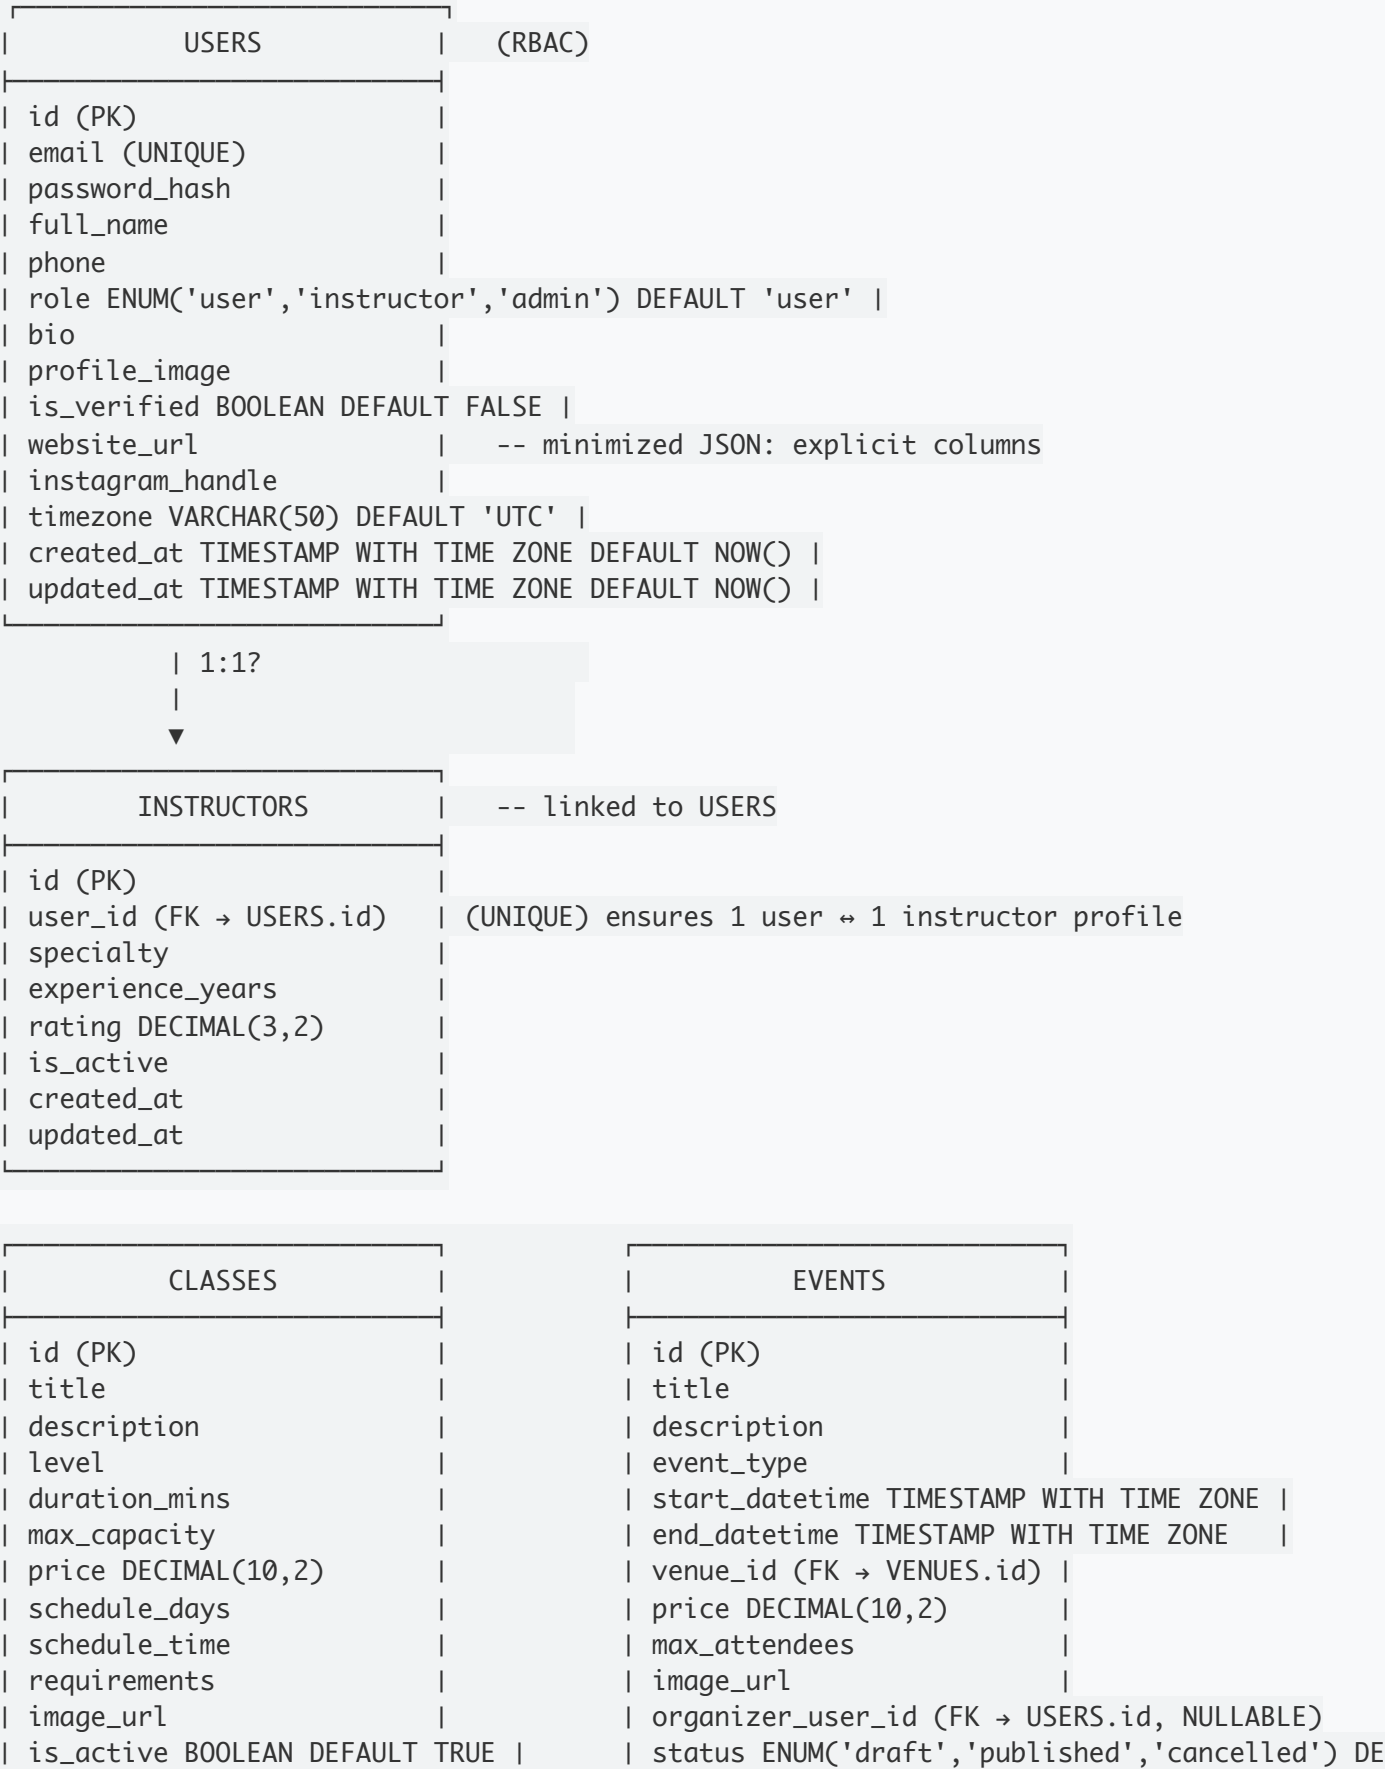 USERS (RBAC)
| id (PK) |
| email (UNIQUE) |
| password_hash |
| full_name |
| phone |
| role ENUM('user','instructor','admin') DEFAULT 'user' |
| bio |
| profile_image |
| is_verified BOOLEAN DEFAULT FALSE |
| website_url | -- minimized JSON: explicit columns
| instagram_handle |
| timezone VARCHAR(50) DEFAULT 'UTC' |
| created_at TIMESTAMP WITH TIME ZONE DEFAULT NOW() |
| updated_at TIMESTAMP WITH TIME ZONE DEFAULT NOW() |
| 1:1?
|
▼
| INSTRUCTORS | -- linked to USERS
| id (PK) |
| user_id (FK → USERS.id) | (UNIQUE) ensures 1 user ↔ 1 instructor profile
| specialty |
| experience_years |
| rating DECIMAL(3,2) |
| is_active |
| created_at |
| updated_at |
| CLASSES | | EVENTS |
| id (PK) | | id (PK) |
| title | | title |
| description | | description |
| level | | event_type |
| duration_mins | | start_datetime TIMESTAMP WITH TIME ZONE |
| max_capacity | | end_datetime TIMESTAMP WITH TIME ZONE |
| price DECIMAL(10,2) | | venue_id (FK → VENUES.id) |
| schedule_days | | price DECIMAL(10,2) |
| schedule_time | | max_attendees |
| requirements | | image_url |
| image_url | | organizer_user_id (FK → USERS.id, NULLABLE)
| is_active BOOLEAN DEFAULT TRUE | | status ENUM('draft','published','cancelled') DE